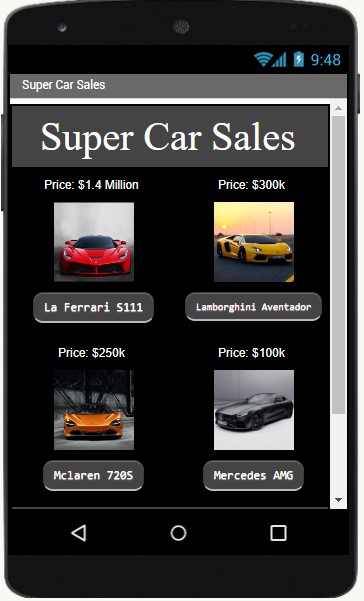 9:48
Super Car Sales
Super Car Sales
Price: $1.4 Million
Price: $300k
La Ferrari S111
Lamborghini Aventador
Price: $250k
Price: $100k
Mclaren 720S
Mercedes AMG